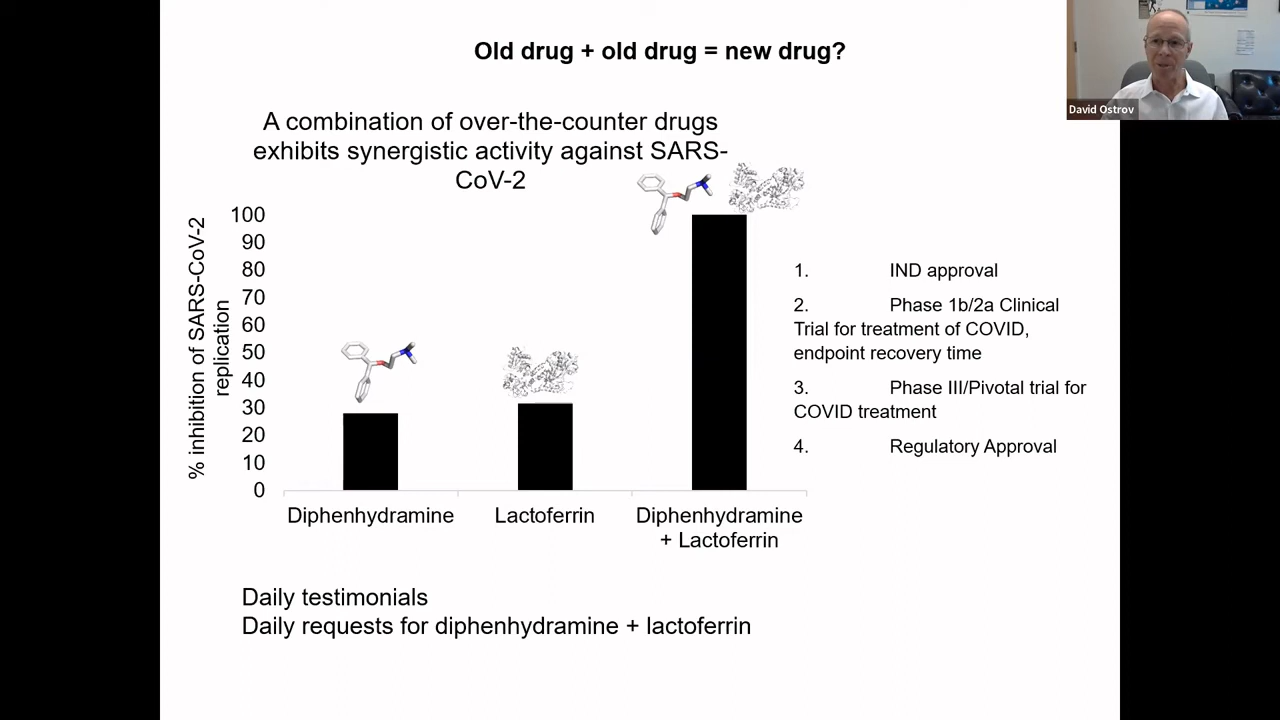 Old drug + old drug = new drug?
David Ostrov
A combination of over-the-counter drugs
exhibits synergistic activity against SARS-
CoV-2
% inhibition of SARS-CoV-2
replication
100
90
80
70
60
50
40
30
20
10
0
Diphenhydramine
Lactoferrin
Diphenhydramine
+ Lactoferrin
1. IND approval
2. Phase 1b/2a Clinical
Trial for treatment of COVID,
endpoint recovery time
3. Phase III/Pivotal trial for
COVID treatment
4. Regulatory Approval
Daily testimonials
Daily requests for diphenhydramine + lactoferrin